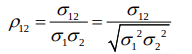 ρ₁₂ = σ₁₂ / σ₁σ₂ = σ₁₂ / √(σ₁²σ₂²)